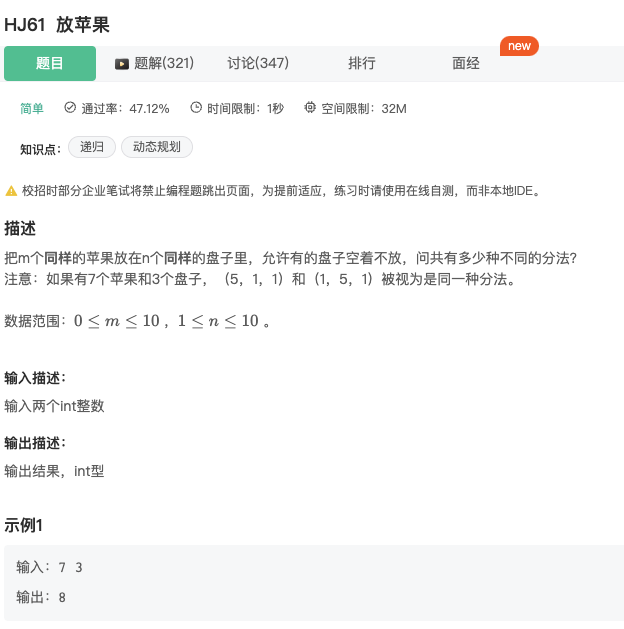 HJ61 放苹果
new
题目 题解(321) 讨论(347) 排行 面经
简单 通过率：47.12% 时间限制：1秒 空间限制：32M
知识点： 递归 动态规划
校招时部分企业笔试将禁止编程题跳出页面，为提前适应，练习时请使用在线自测，而非本地IDE。
描述
把m个同样的苹果放在n个同样的盘子里，允许有的盘子空着不放，问共有多少种不同的分法？
注意：如果有7个苹果和3个盘子，（5，1，1）和（1，5，1）被视为是同一种分法。
数据范围：0 ≤ m ≤ 10 ，1 ≤ n ≤ 10 。
输入描述：
输入两个int整数
输出描述：
输出结果，int型
示例1
输入：7 3
输出：8